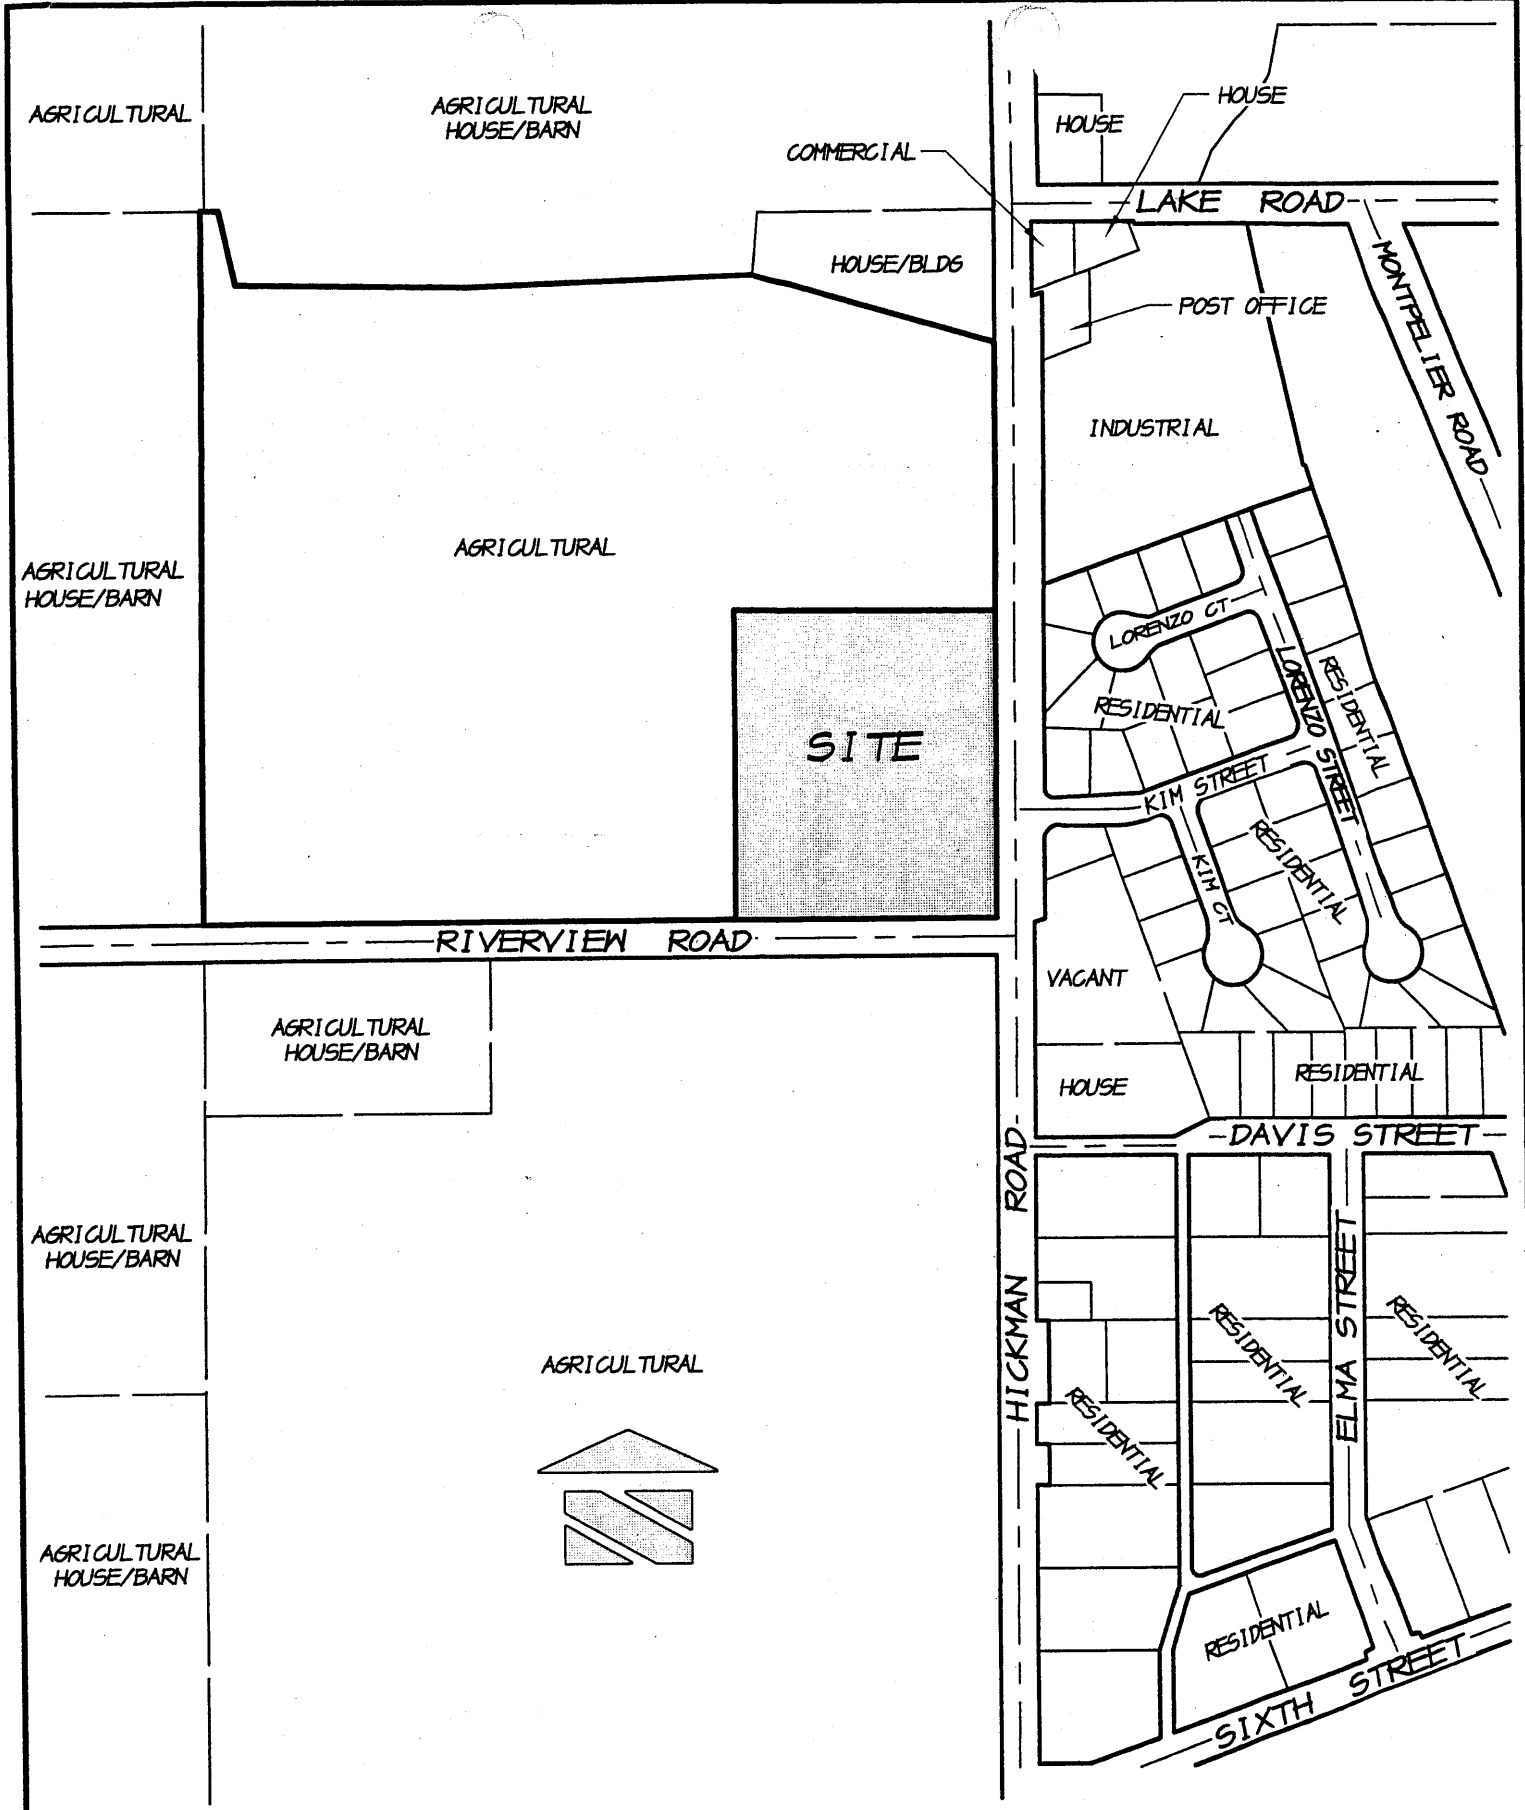 AGRICULTURAL
AGRICULTURAL
HOUSE/BARN
COMMERCIAL
HOUSE
HOUSE
LAKE ROAD
HOUSE/BLDG
POST OFFICE
MONTPELIER ROAD
INDUSTRIAL
AGRICULTURAL
AGRICULTURAL
HOUSE/BARN
LORENZO CT
LORENZO STREET
RESIDENTIAL
RESIDENTIAL
SITE
KIM STREET
KIM CT
RESIDENTIAL
RIVERVIEW ROAD
VACANT
AGRICULTURAL
HOUSE/BARN
HOUSE
RESIDENTIAL
DAVIS STREET
HICKMAN ROAD
AGRICULTURAL
HOUSE/BARN
ELMA STREET
RESIDENTIAL
RESIDENTIAL
RESIDENTIAL
AGRICULTURAL
AGRICULTURAL
HOUSE/BARN
RESIDENTIAL
SIXTH STREET